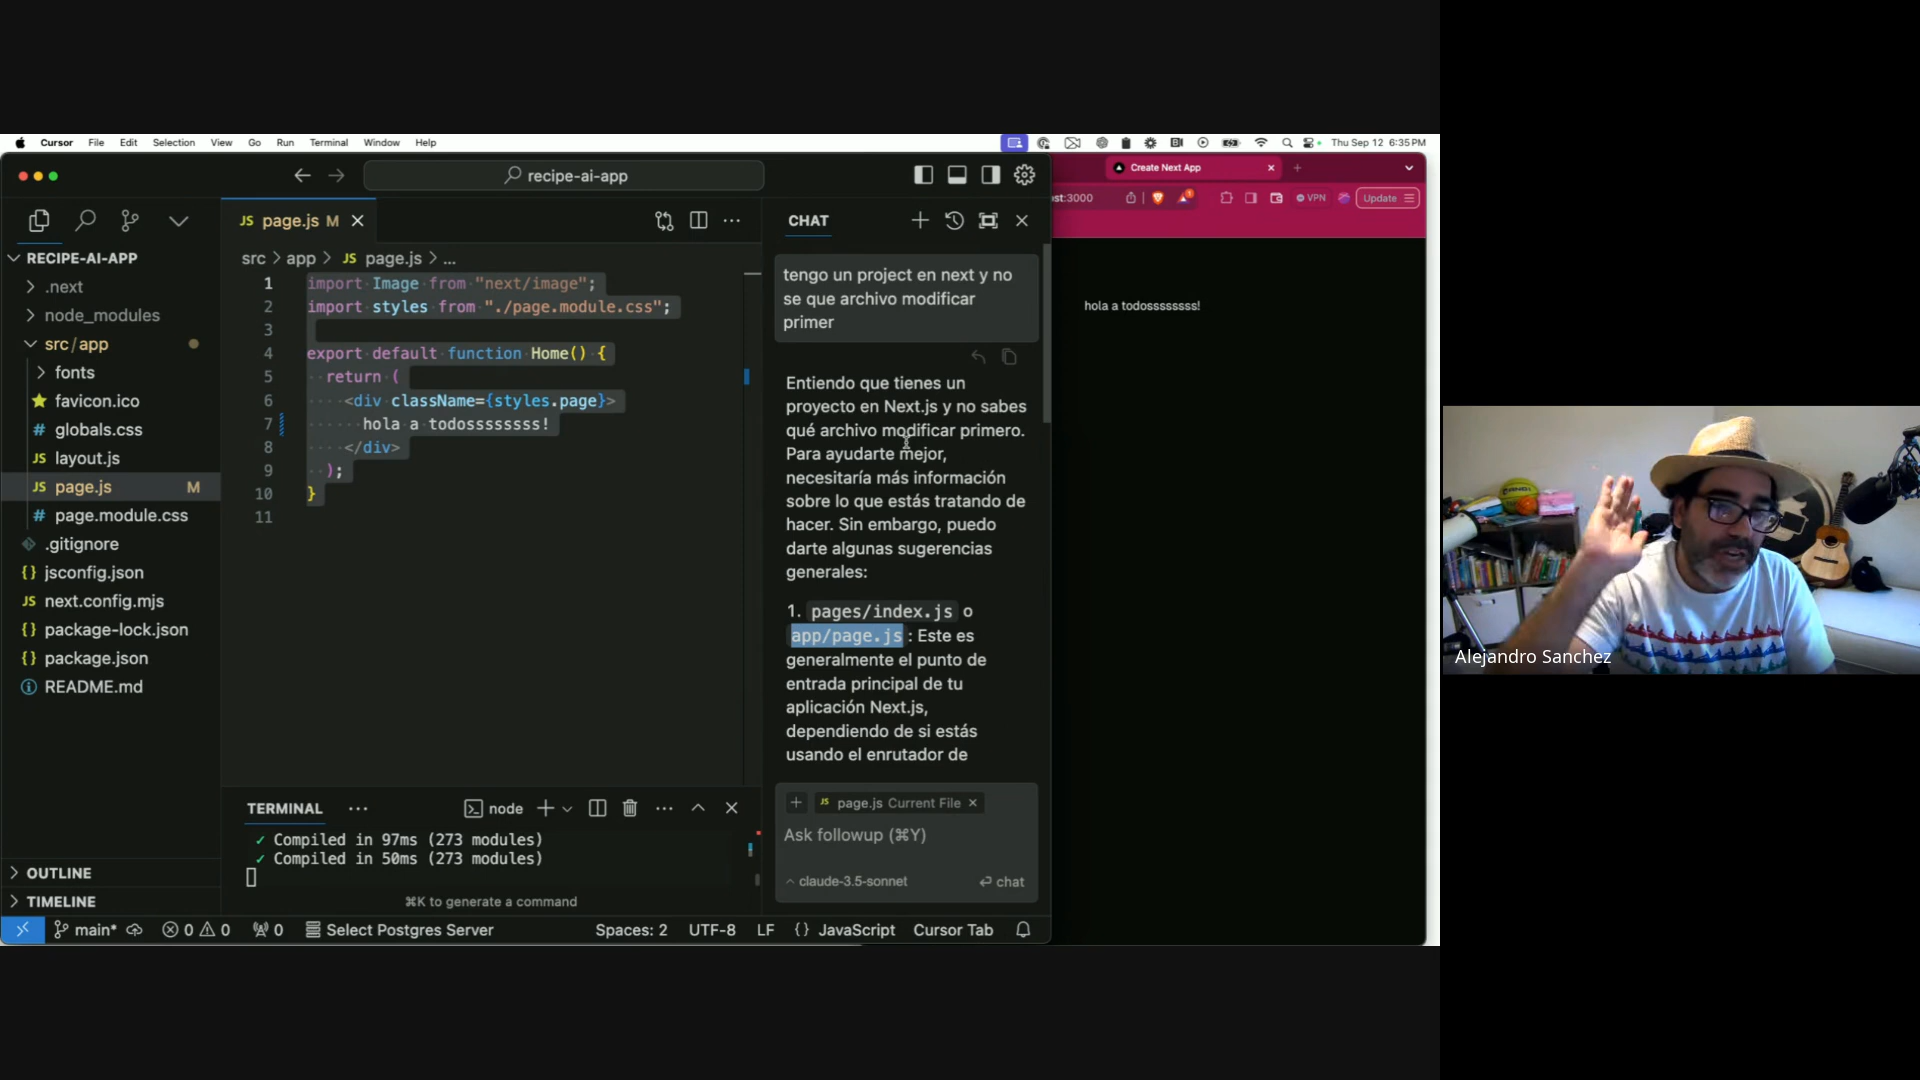 Cursor File Edit Selection View Go Run Terminal Window Help
Thu Sep 12 6:35 PM
recipe-ai-app
Create Next App
st:3000
VPN
Update
JS page.js M
CHAT
RECIPE-AI-APP
.next
node_modules
src/app
fonts
favicon.ico
# globals.css
JS layout.js
JS page.js M
# page.module.css
.gitignore
{} jsconfig.json
JS next.config.mjs
{} package-lock.json
{} package.json
README.md
OUTLINE
TIMELINE
src > app > JS page.js > ...
1 import Image from "next/image";
2 import styles from "./page.module.css";
3
4 export default function Home() {
5 return (
6 <div className={styles.page}>
7 hola a todossssssss!
8 </div>
9 );
10 }
11
TERMINAL
node
✓ Compiled in 97ms (273 modules)
✓ Compiled in 50ms (273 modules)
⌘K to generate a command
tengo un project en next y no
se que archivo modificar
primer
Entiendo que tienes un
proyecto en Next.js y no sabes
qué archivo modificar primero.
Para ayudarte mejor,
necesitaría más información
sobre lo que estás tratando de
hacer. Sin embargo, puedo
darte algunas sugerencias
generales:
1. pages/index.js o
app/page.js : Este es
generalmente el punto de
entrada principal de tu
aplicación Next.js,
dependiendo de si estás
usando el enrutador de
JS page.js Current File
Ask followup (⌘Y)
claude-3.5-sonnet
chat
main*
0 0
0
Select Postgres Server
Spaces: 2
UTF-8
LF
{} JavaScript
Cursor Tab
hola a todossssssss!
Alejandro Sanchez